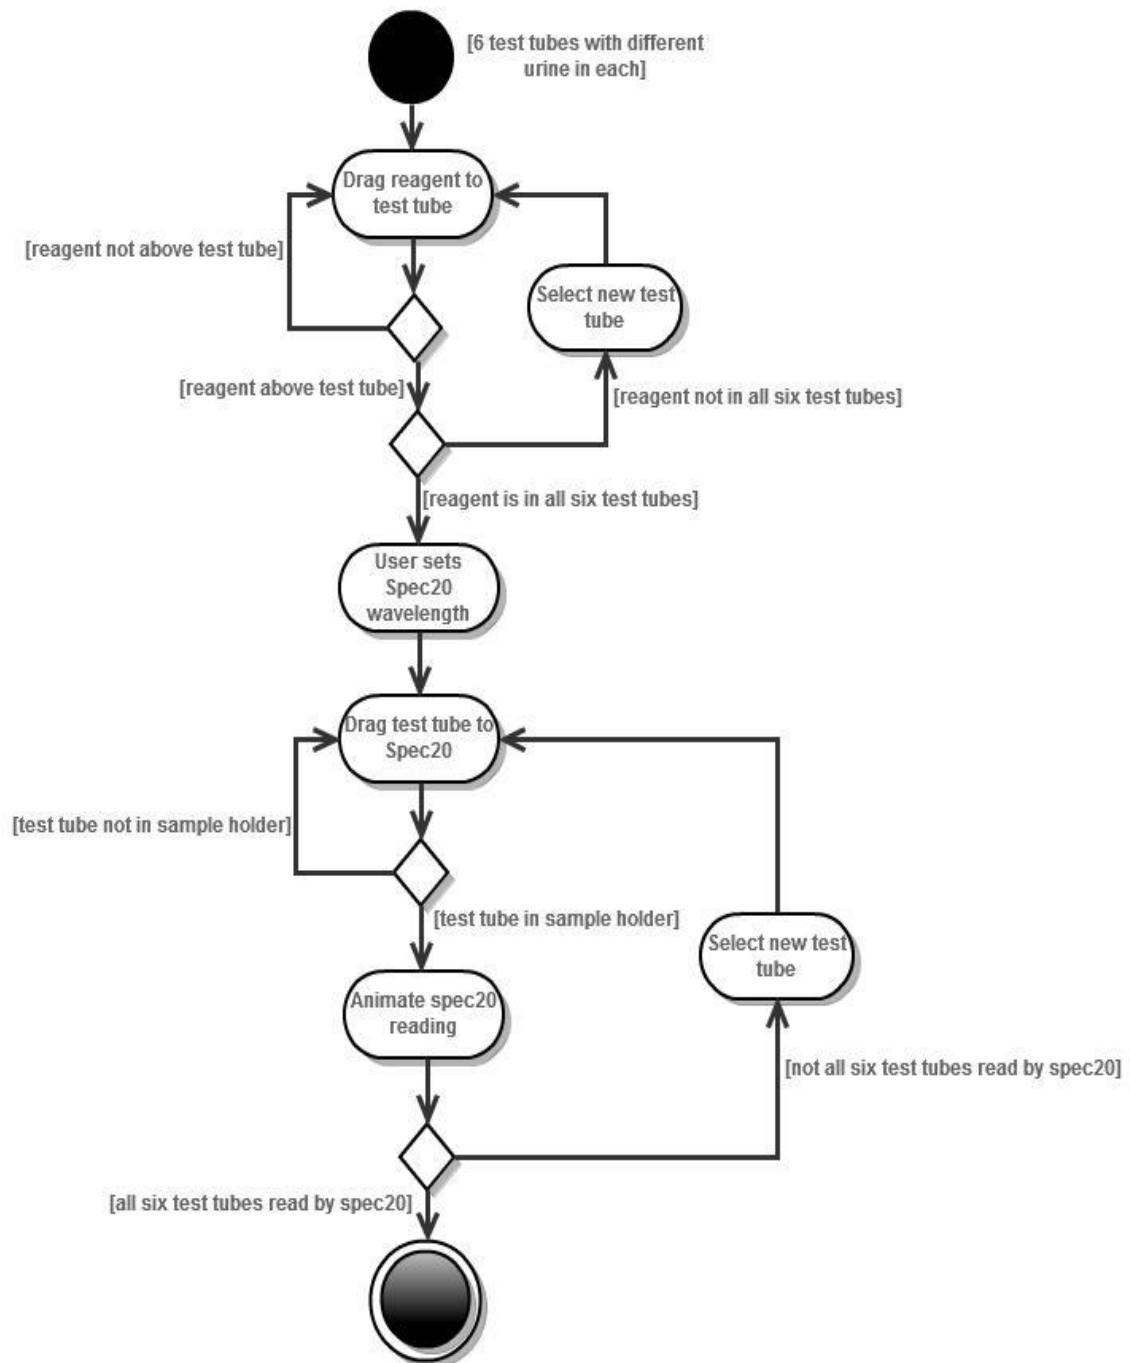 [6 test tubes with different
urine in each]
Drag reagent to
test tube
[reagent not above test tube]
Select new test
tube
[reagent above test tube]
[reagent not in all six test tubes]
[reagent is in all six test tubes]
User sets
Spec20
wavelength
Drag test tube to
Spec20
[test tube not in sample holder]
[test tube in sample holder]
Select new test
tube
Animate spec20
reading
[not all six test tubes read by spec20]
[all six test tubes read by spec20]